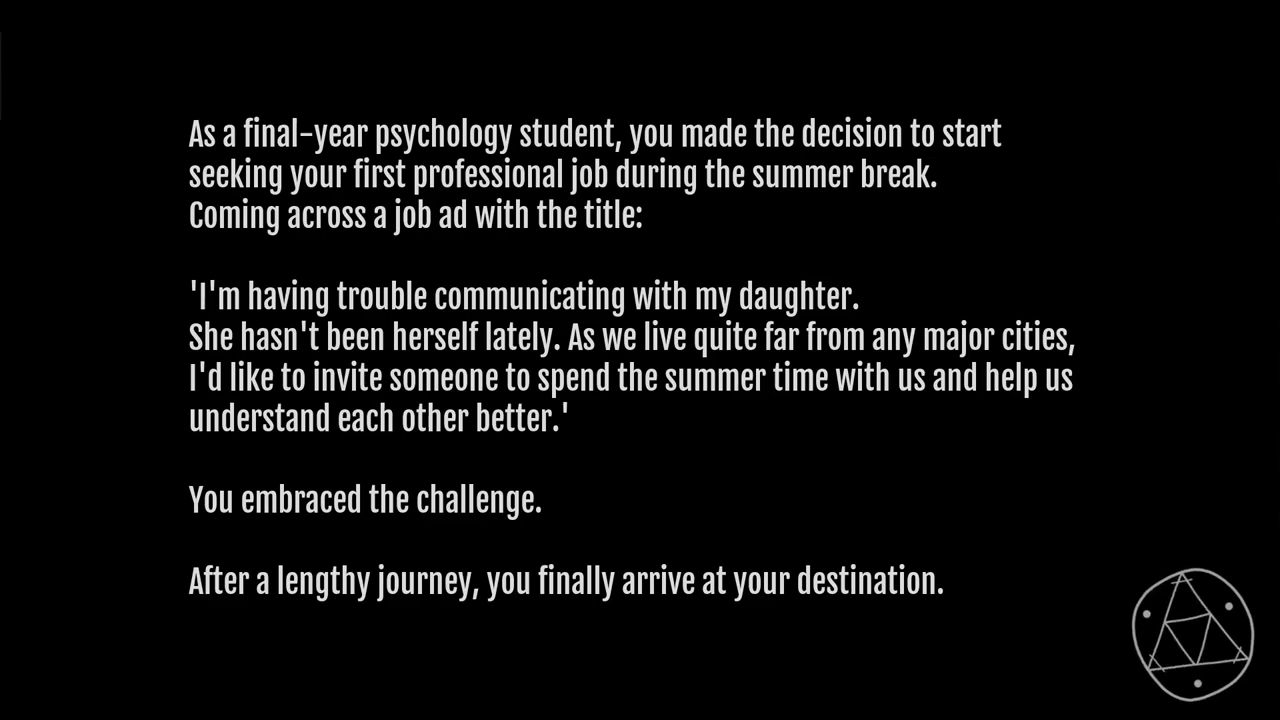 As a final-year psychology student, you made the decision to start
seeking your first professional job during the summer break.
Coming across a job ad with the title:
'I'm having trouble communicating with my daughter.
She hasn't been herself lately. As we live quite far from any major cities,
I'd like to invite someone to spend the summer time with us and help us
understand each other better.'
You embraced the challenge.
After a lengthy journey, you finally arrive at your destination.